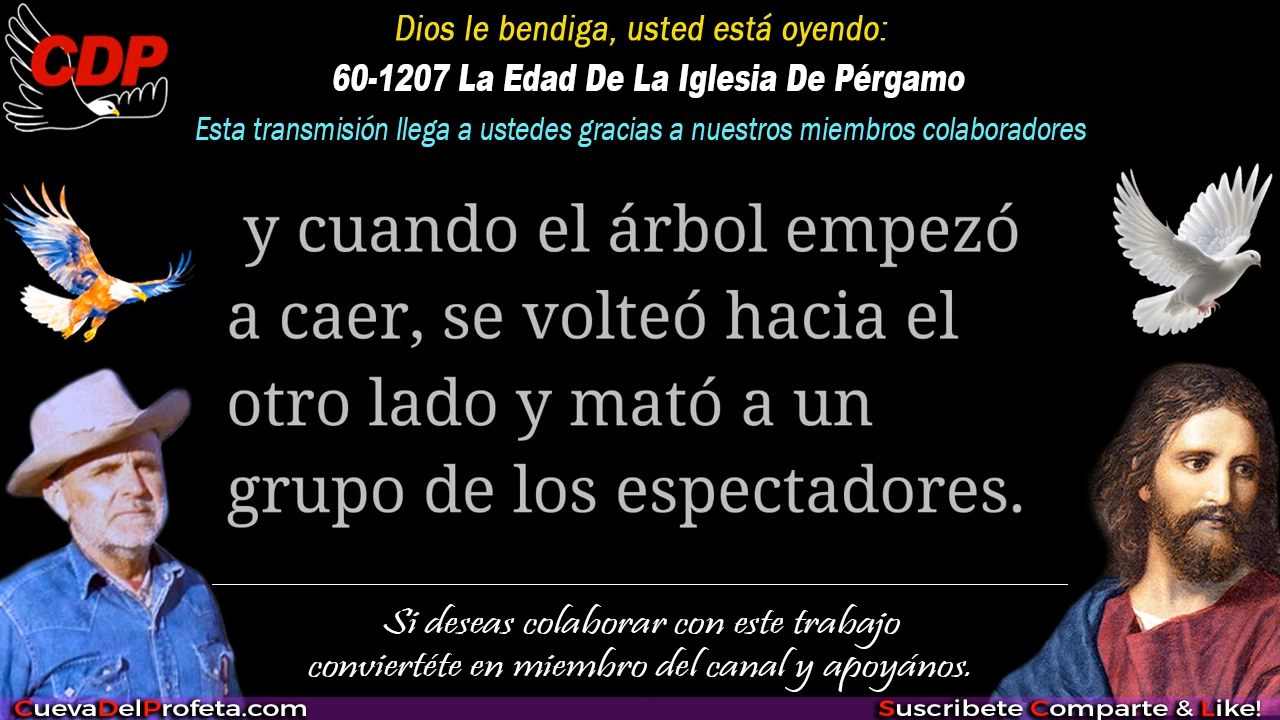 CDP
Dios le bendiga, usted está oyendo:
60-1207 La Edad De La Iglesia De Pérgamo
Esta transmisión llega a ustedes gracias a nuestros miembros colaboradores
y cuando el árbol empezó
a caer, se volteó hacia el
otro lado y mató a un
grupo de los espectadores.
Si deseas colaborar con este trabajo
conviertéte en miembro del canal y apoyános.
CuevaDelProfeta.com
Suscribete Comparte & Like!